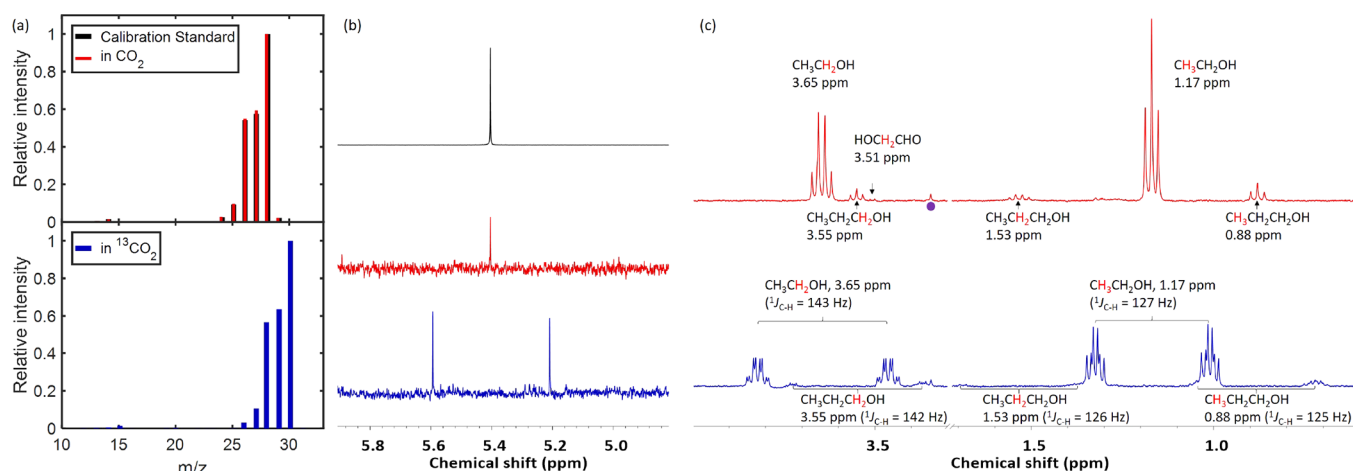 (a)
Relative intensity
1
0.8
0.6
0.4
0.2
0
Calibration Standard
in CO2
Relative intensity
1
0.8
0.6
0.4
0.2
0
in 13CO2
10 15 20 25 30
m/z
(b)
5.8 5.6 5.4 5.2 5.0
Chemical shift (ppm)
(c)
CH3CH2OH
3.65 ppm
HOCH2CHO
3.51 ppm
CH3CH2CH2OH
3.55 ppm
CH3CH2CH2OH
1.53 ppm
CH3CH2OH
1.17 ppm
CH3CH2CH2OH
0.88 ppm
CH3CH2OH, 3.65 ppm
(1JC-H = 143 Hz)
CH3CH2OH, 1.17 ppm
(1JC-H = 127 Hz)
CH3CH2CH2OH
3.55 ppm (1JC-H = 142 Hz)
CH3CH2CH2OH
1.53 ppm (1JC-H = 126 Hz)
CH3CH2CH2OH
0.88 ppm (1JC-H = 125 Hz)
3.5 1.5 1.0
Chemical shift (ppm)